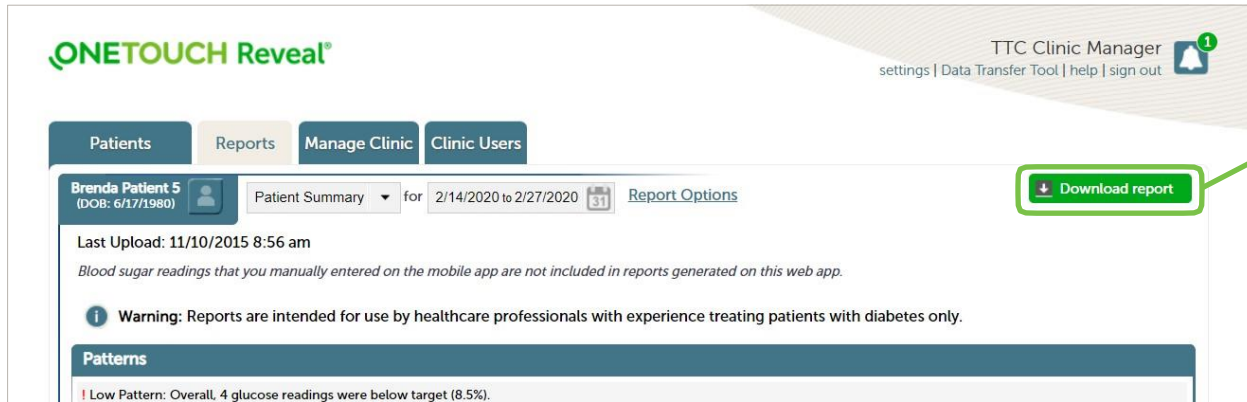 ONETOUCH Reveal®
TTC Clinic Manager
1
settings | Data Transfer Tool | help | sign out
Patients
Reports
Manage Clinic
Clinic Users
Brenda Patient 5
(DOB: 6/17/1980)
Patient Summary for 2/14/2020 to 2/27/2020 31 Report Options
Download report
Last Upload: 11/10/2015 8:56 am
Blood sugar readings that you manually entered on the mobile app are not included in reports generated on this web app.
i Warning: Reports are intended for use by healthcare professionals with experience treating patients with diabetes only.
Patterns
! Low Pattern: Overall, 4 glucose readings were below target (8.5%).